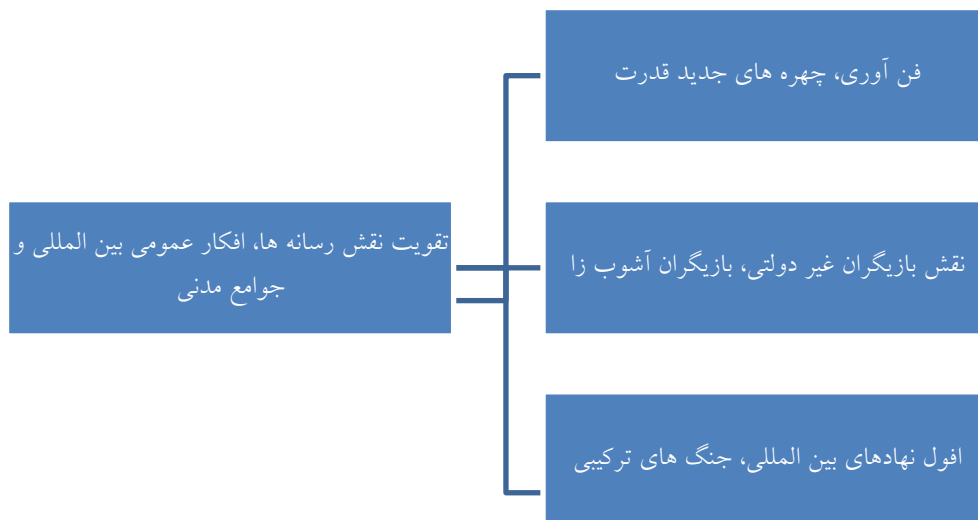 فن آوری، چهره های جدید قدرت
نقش بازیگران غیر دولتی، بازیگران آشوب زا
تقویت نقش رسانه ها، افکار عمومی بین المللی و
جوامع مدنی
افول نهادهای بین المللی، جنگ های ترکیبی